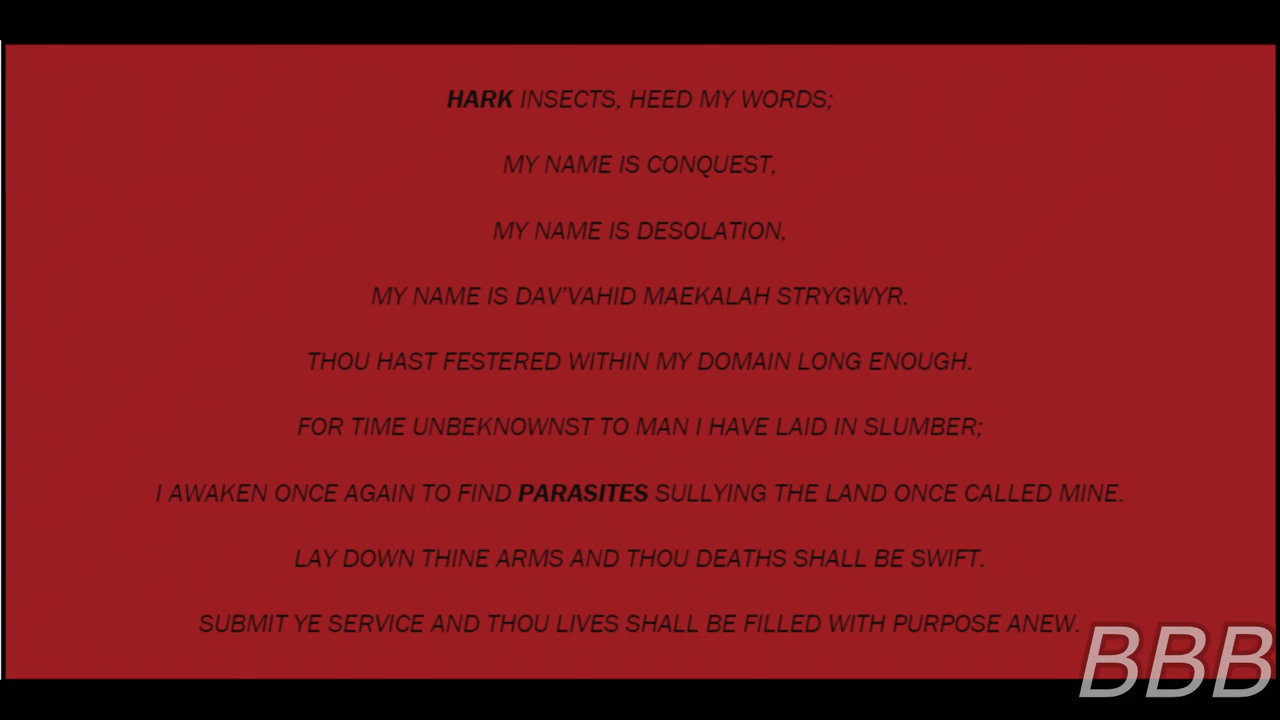 HARK INSECTS, HEED MY WORDS;
MY NAME IS CONQUEST,
MY NAME IS DESOLATION,
MY NAME IS DAV'VAHID MAEKALAH STRYGWYR.
THOU HAST FESTERED WITHIN MY DOMAIN LONG ENOUGH.
FOR TIME UNBEKNOWNST TO MAN I HAVE LAID IN SLUMBER;
I AWAKEN ONCE AGAIN TO FIND PARASITES SULLYING THE LAND ONCE CALLED MINE.
LAY DOWN THINE ARMS AND THOU DEATHS SHALL BE SWIFT.
SUBMIT YE SERVICE AND THOU LIVES SHALL BE FILLED WITH PURPOSE ANEW.
BBB